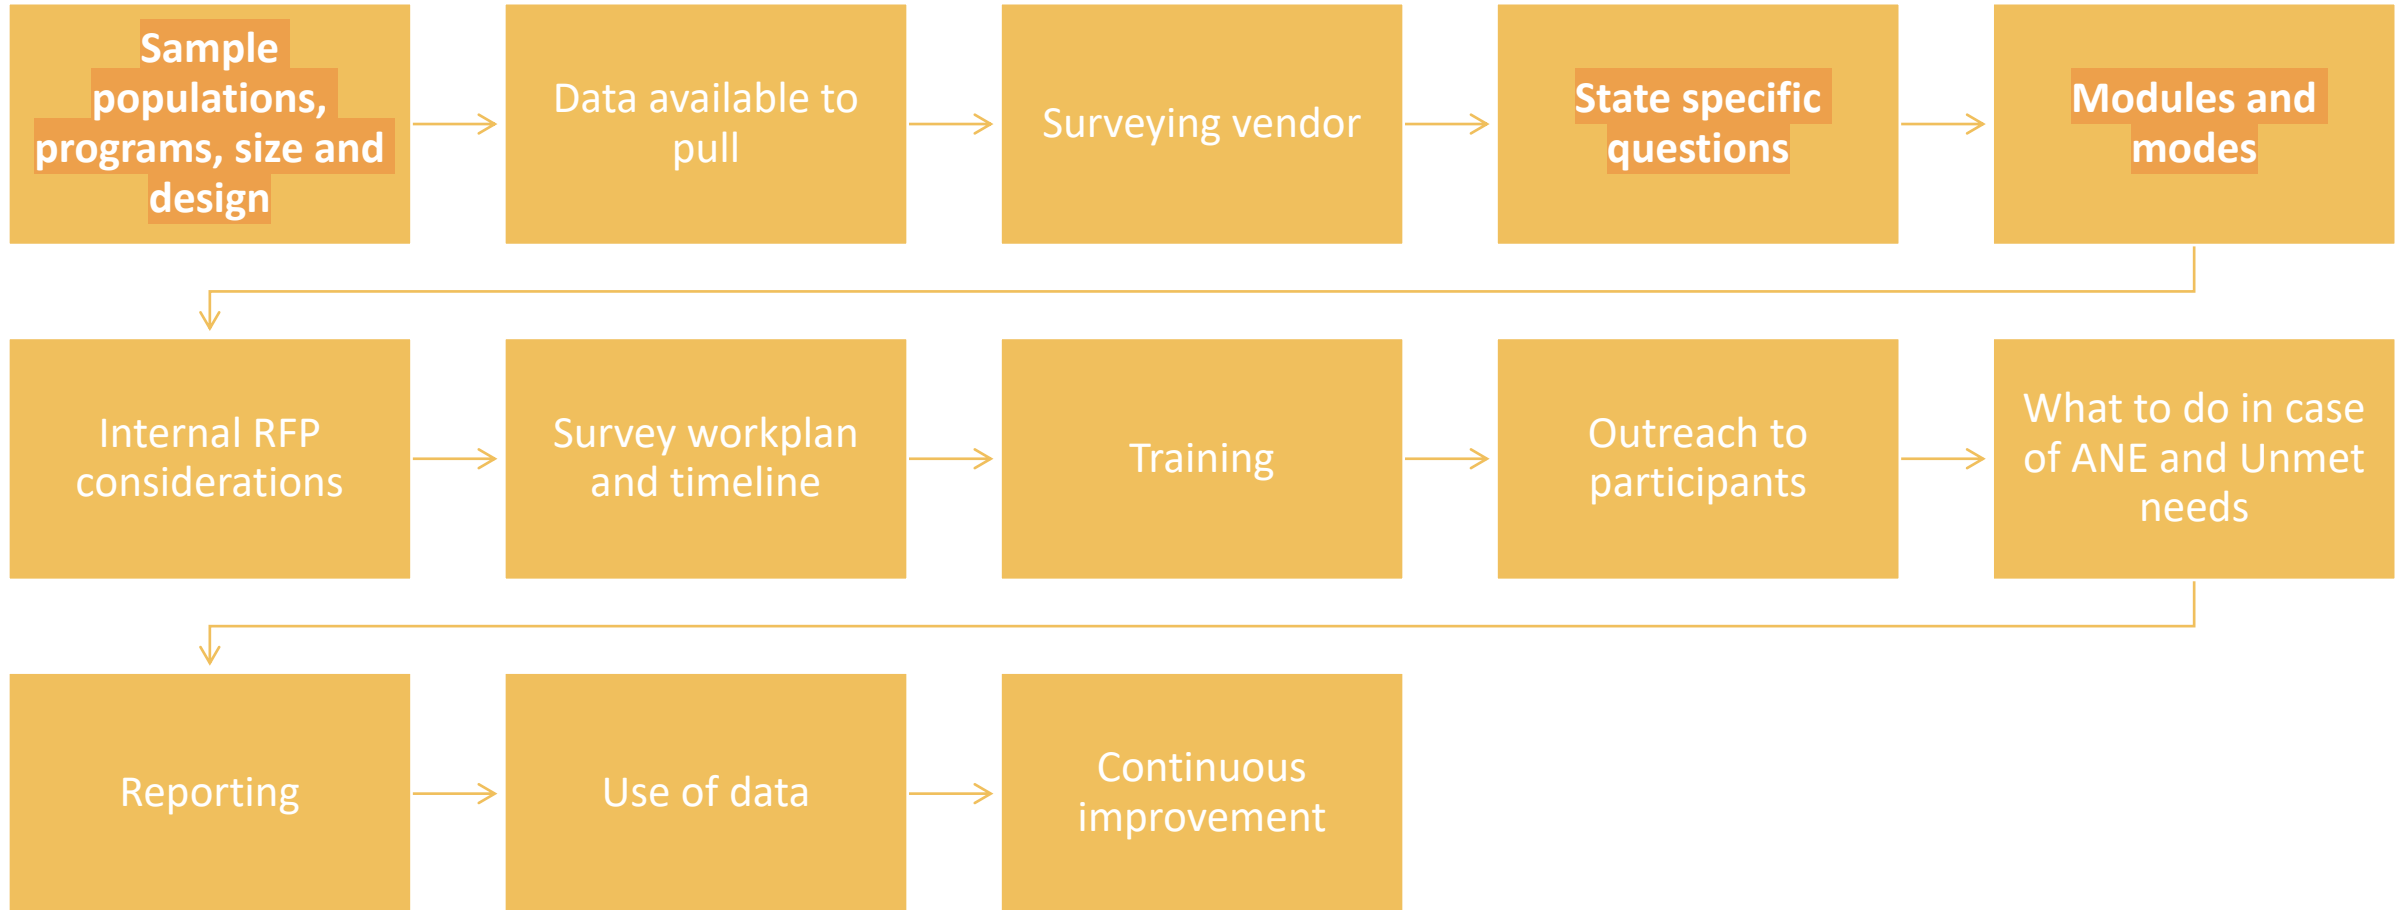 Sample
populations,
programs, size and
design
Data available to
pull
Surveying vendor
State specific
questions
Modules and
modes
Internal RFP
considerations
Survey workplan
and timeline
Training
Outreach to
participants
What to do in case
of ANE and Unmet
needs
Reporting
Use of data
Continuous
improvement